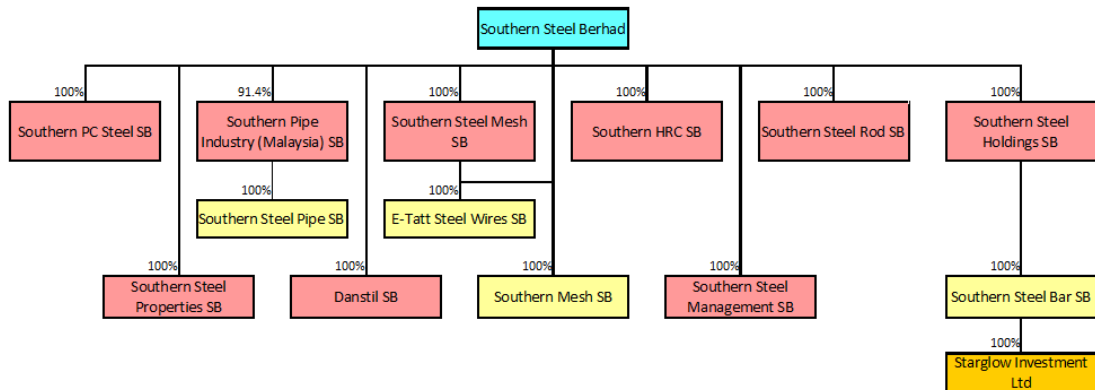 Southern Steel Berhad
100%
91.4%
100%
100%
100%
100%
Southern PC Steel SB
Southern Pipe
Industry (Malaysia) SB
Southern Steel Mesh
SB
Southern HRC SB
Southern Steel Rod SB
Southern Steel
Holdings SB
100%
100%
Southern Steel Pipe SB
E-Tatt Steel Wires SB
100%
100%
100%
100%
100%
Southern Steel
Properties SB
Danstil SB
Southern Mesh SB
Southern Steel
Management SB
Southern Steel Bar SB
100%
Starglow Investment
Ltd